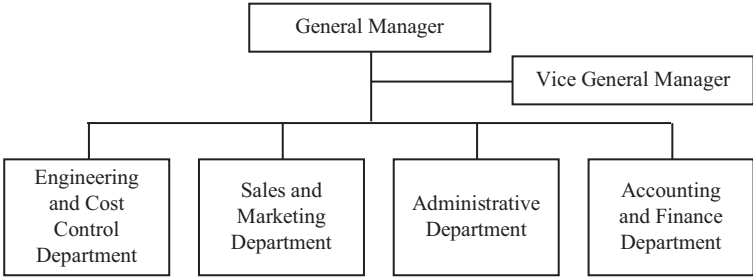 General Manager
Vice General Manager
Engineering
and Cost
Control
Department
Sales and
Marketing
Department
Administrative
Department
Accounting
and Finance
Department